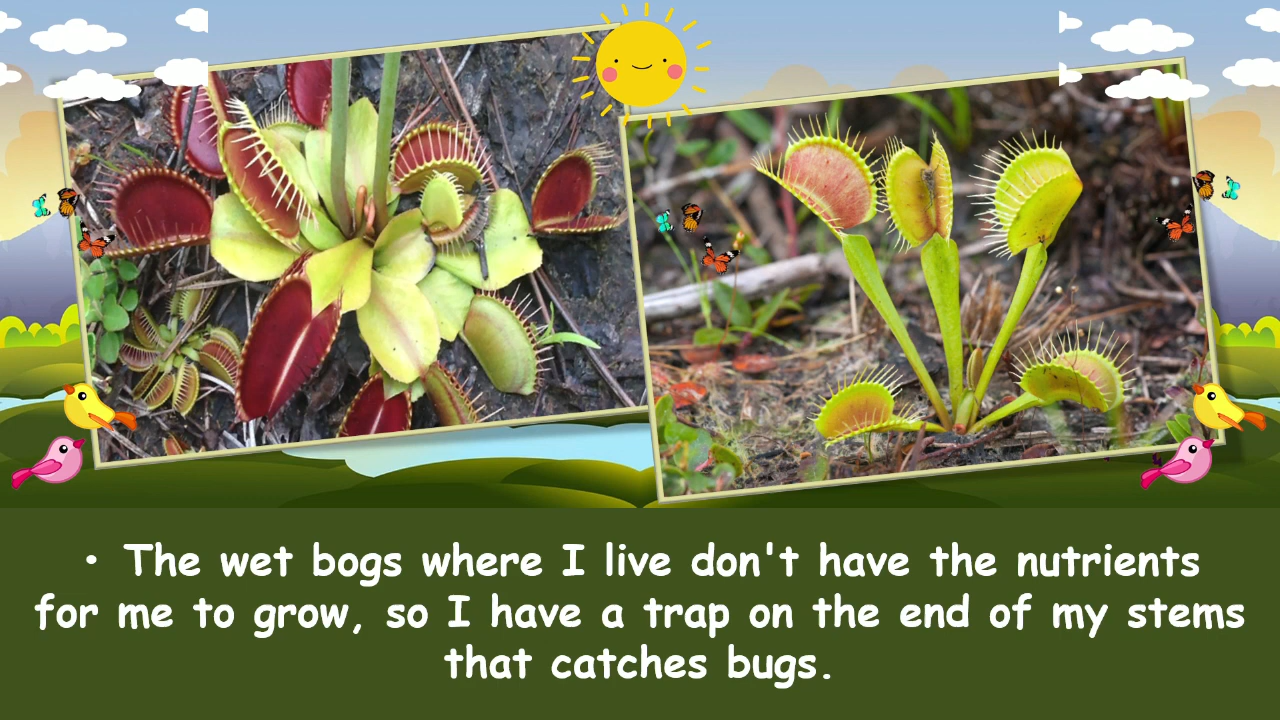 • The wet bogs where I live don't have the nutrients
for me to grow, so I have a trap on the end of my stems
that catches bugs.